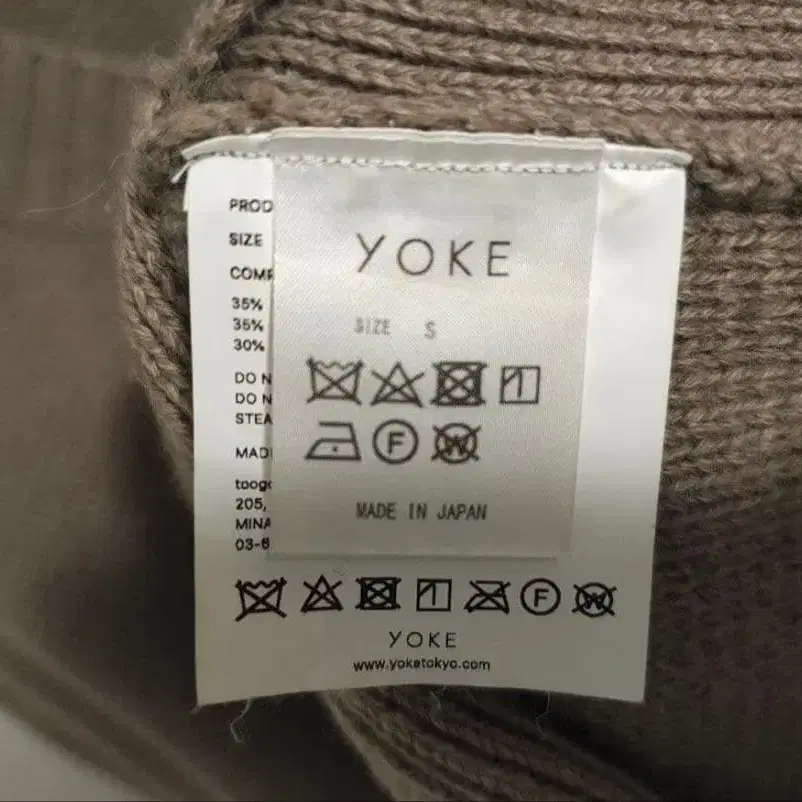 PROD
SIZE
COMP
35%
35%
30%
DO N
DO N
STEA
MAD
toog
205,
MINA
03-6
YOKE
SIZE S
F
W
MADE IN JAPAN
F
W
YOKE
www.yoketokyo.com